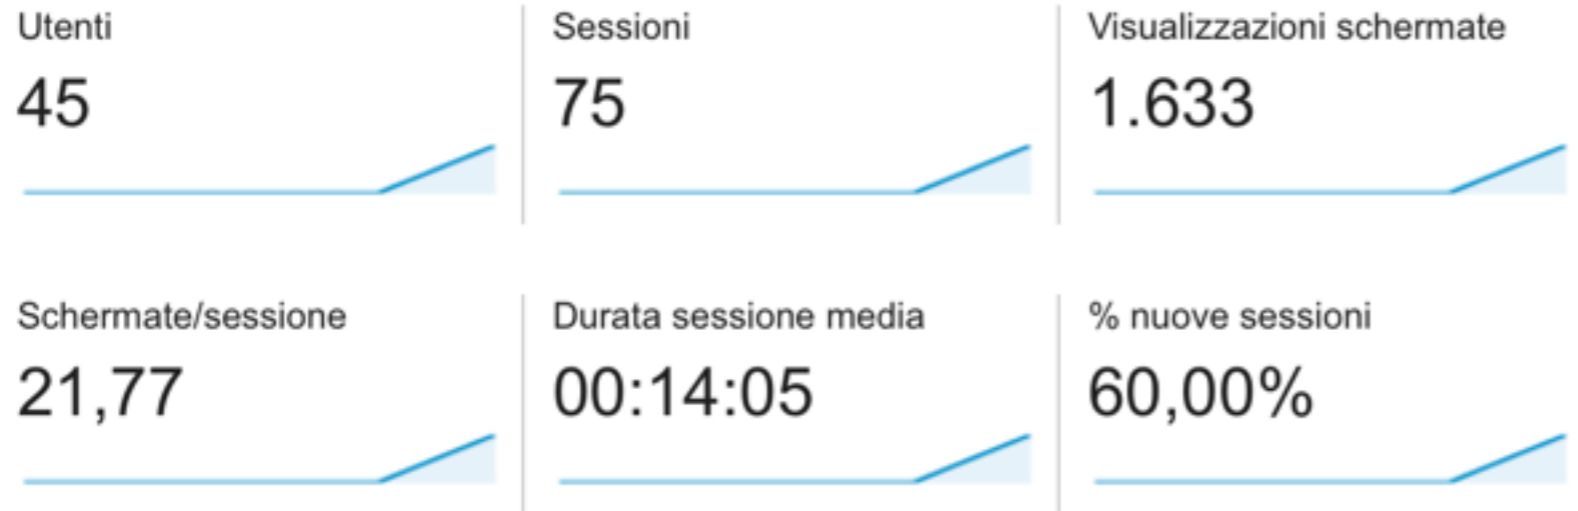 Utenti
45
Sessioni
75
Visualizzazioni schermate
1.633
Schermate/sessione
21,77
Durata sessione media
00:14:05
% nuove sessioni
60,00%